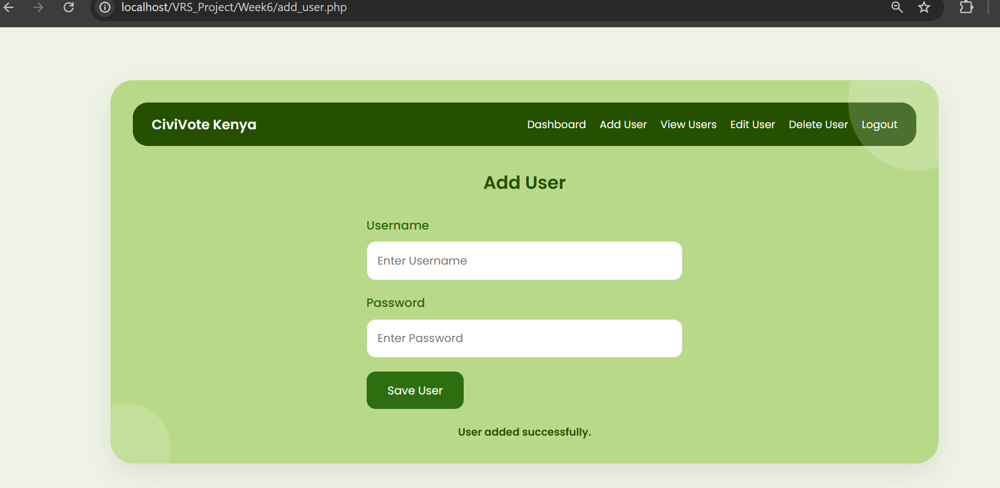 localhost/VRS_Project/Week6/add_user.php
CiviVote Kenya Dashboard Add User View Users Edit User Delete User Logout
Add User
Username
Enter Username
Password
Enter Password
Save User
User added successfully.